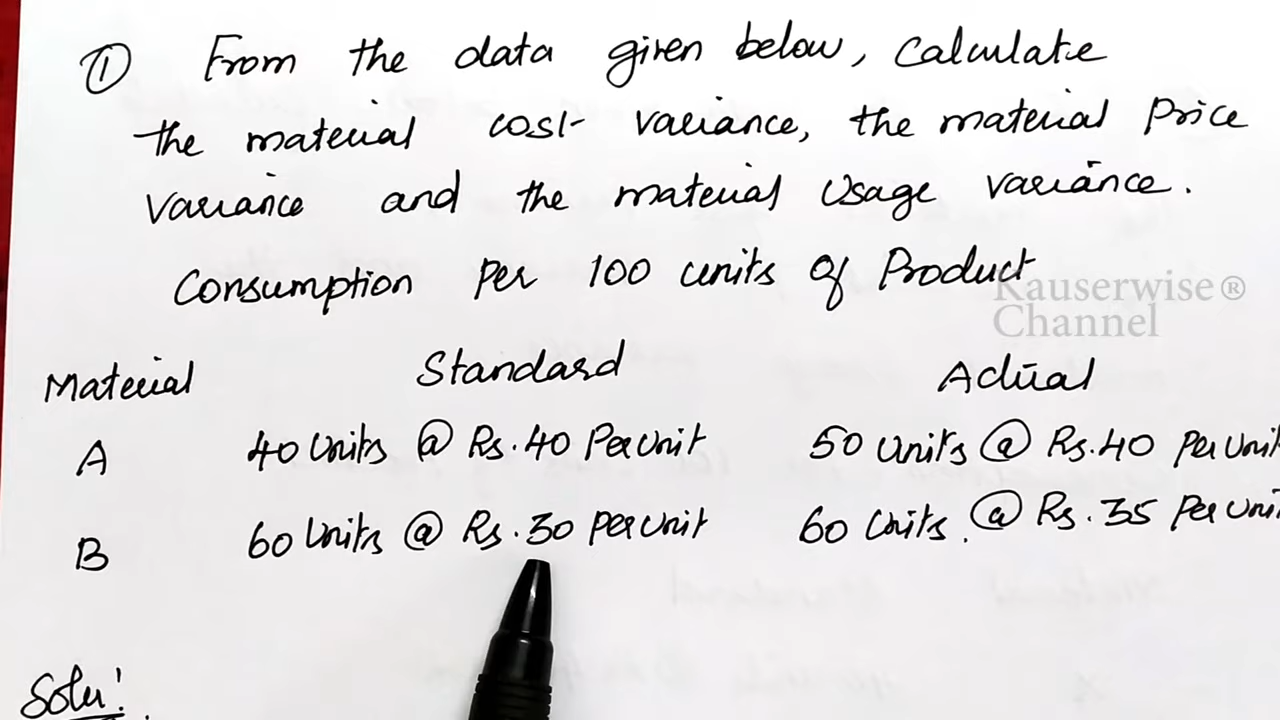 ① From the data given below, Calculate
the material cost variance, the material Price
Variance and the material Usage variance.
Consumption Per 100 units of Product
Kauserwise®
Channel
Material Standard Actual
A 40 Units @ Rs.40 Per Unit 50 Units @ Rs.40 Per Unit
B 60 Units @ Rs.30 Per Unit 60 Units. @ Rs.35 Per Uni
Solu: